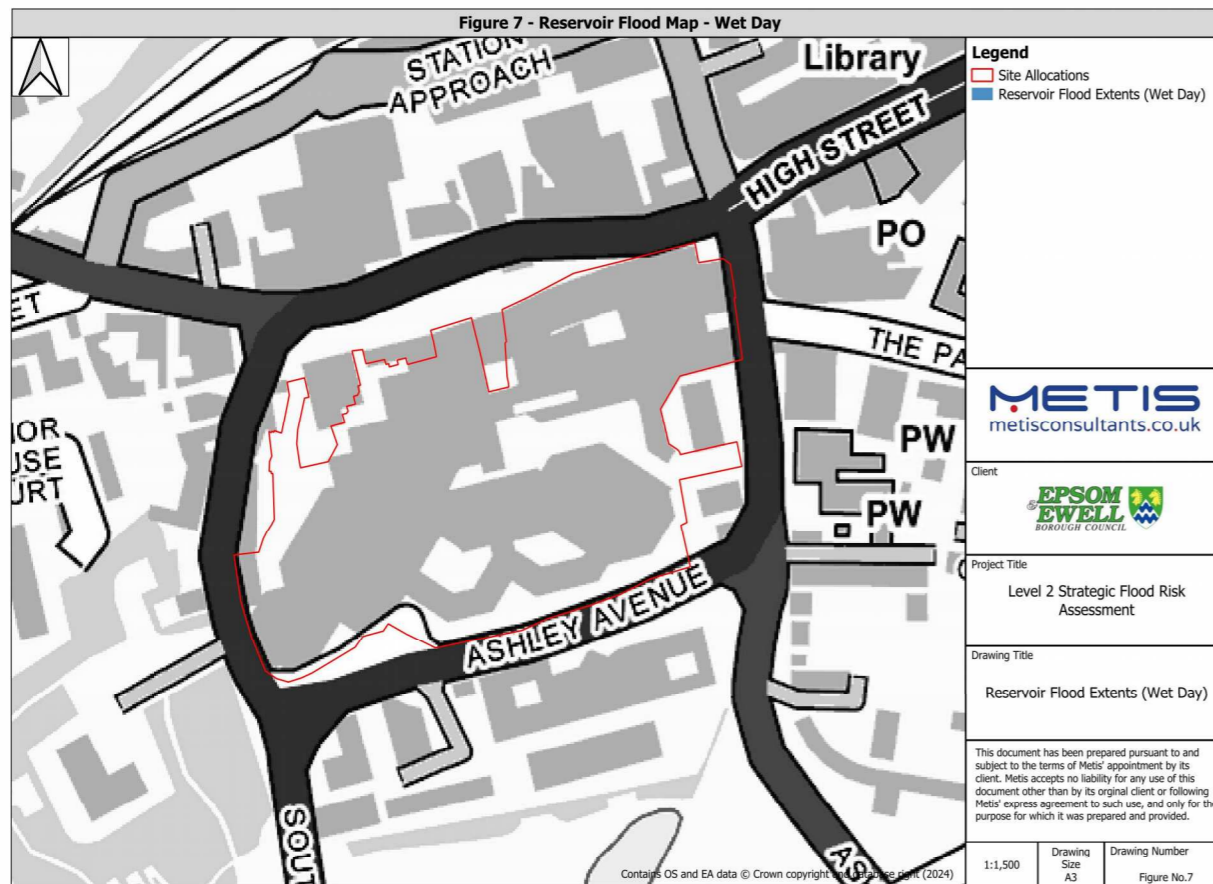 Figure 7 - Reservoir Flood Map - Wet Day
STATION
APPROACH
Library
HIGH STREET
PO
THE PA
ET
IOR
USE
URT
PW
PW
ASHLEY AVENUE
SOUT
AS
Contains OS and EA data © Crown copyright and database right (2024)
Legend
Site Allocations
Reservoir Flood Extents (Wet Day)
METIS
metisconsultants.co.uk
Client
EPSOM
& EWELL
BOROUGH COUNCIL
Project Title
Level 2 Strategic Flood Risk
Assessment
Drawing Title
Reservoir Flood Extents (Wet Day)
This document has been prepared pursuant to and
subject to the terms of Metis' appointment by its
client. Metis accepts no liability for any use of this
document other than by its orginal client or following
Metis' express agreement to such use, and only for the
purpose for which it was prepared and provided.
1:1,500
Drawing
Size
A3
Drawing Number
Figure No.7